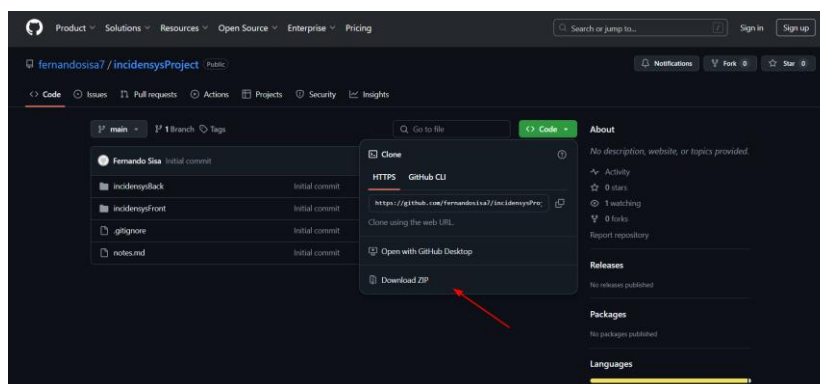 Product Solutions Resources Open Source Enterprise Pricing Search or jump to... / Sign in Sign up
fernandosisa7 / incidensysProject Public Notifications Fork 0 Star 0
Code Issues Pull requests Actions Projects Security Insights
main 1 Branch Tags Go to file Code About
Fernando Sisa Initial commit Clone No description, website, or topics provided.
incidensysBack Initial commit HTTPS GitHub CLI Activity
incidensysFront Initial commit https://github.com/fernandosisa7/incidensysPro 0 stars
.gitignore Initial commit Clone using the web URL. 1 watching
notes.md Initial commit Open with GitHub Desktop 0 forks
Report repository
Download ZIP
Releases
No releases published
Packages
No packages published
Languages